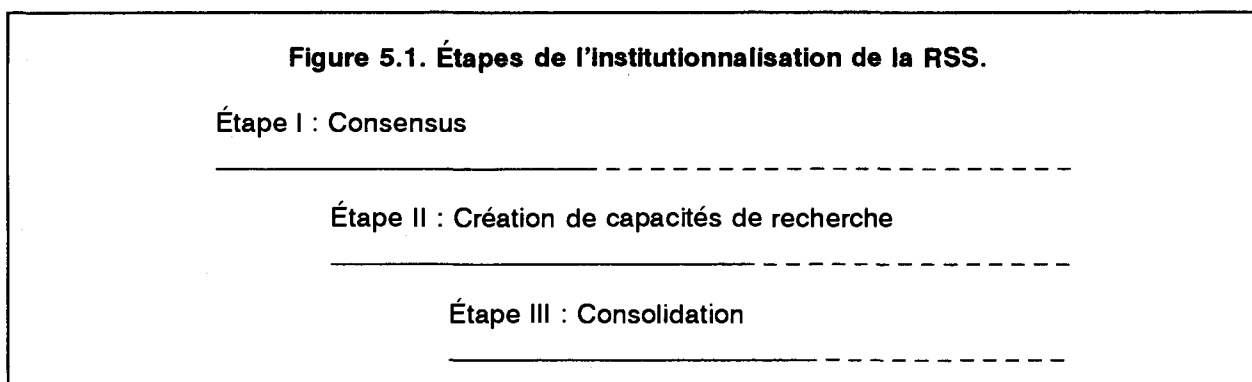 Figure 5.1. Étapes de l'institutionnalisation de la RSS.
Étape I : Consensus
Étape II : Création de capacités de recherche
Étape III : Consolidation